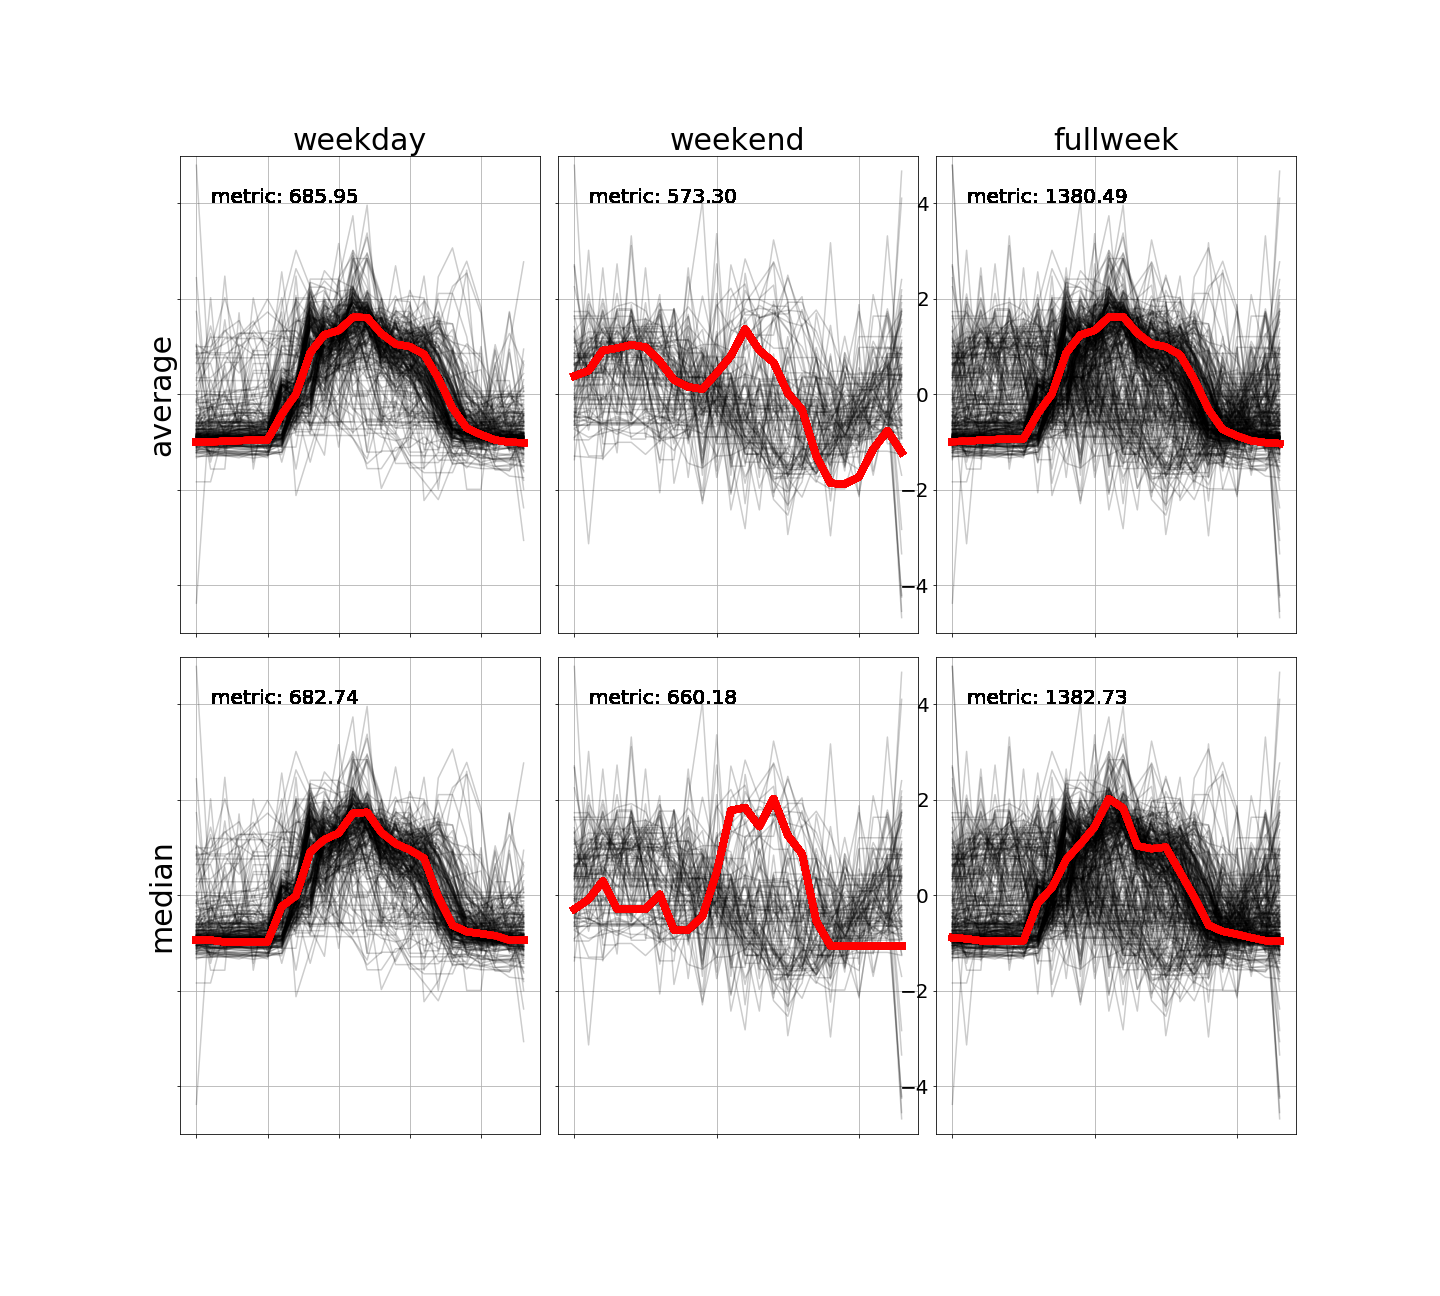 weekday
weekend
fullweek
average
metric: 685.95
metric: 573.30
metric: 1380.49
4
2
0
−2
−4
median
metric: 682.74
metric: 660.18
metric: 1382.73
4
2
0
−2
−4